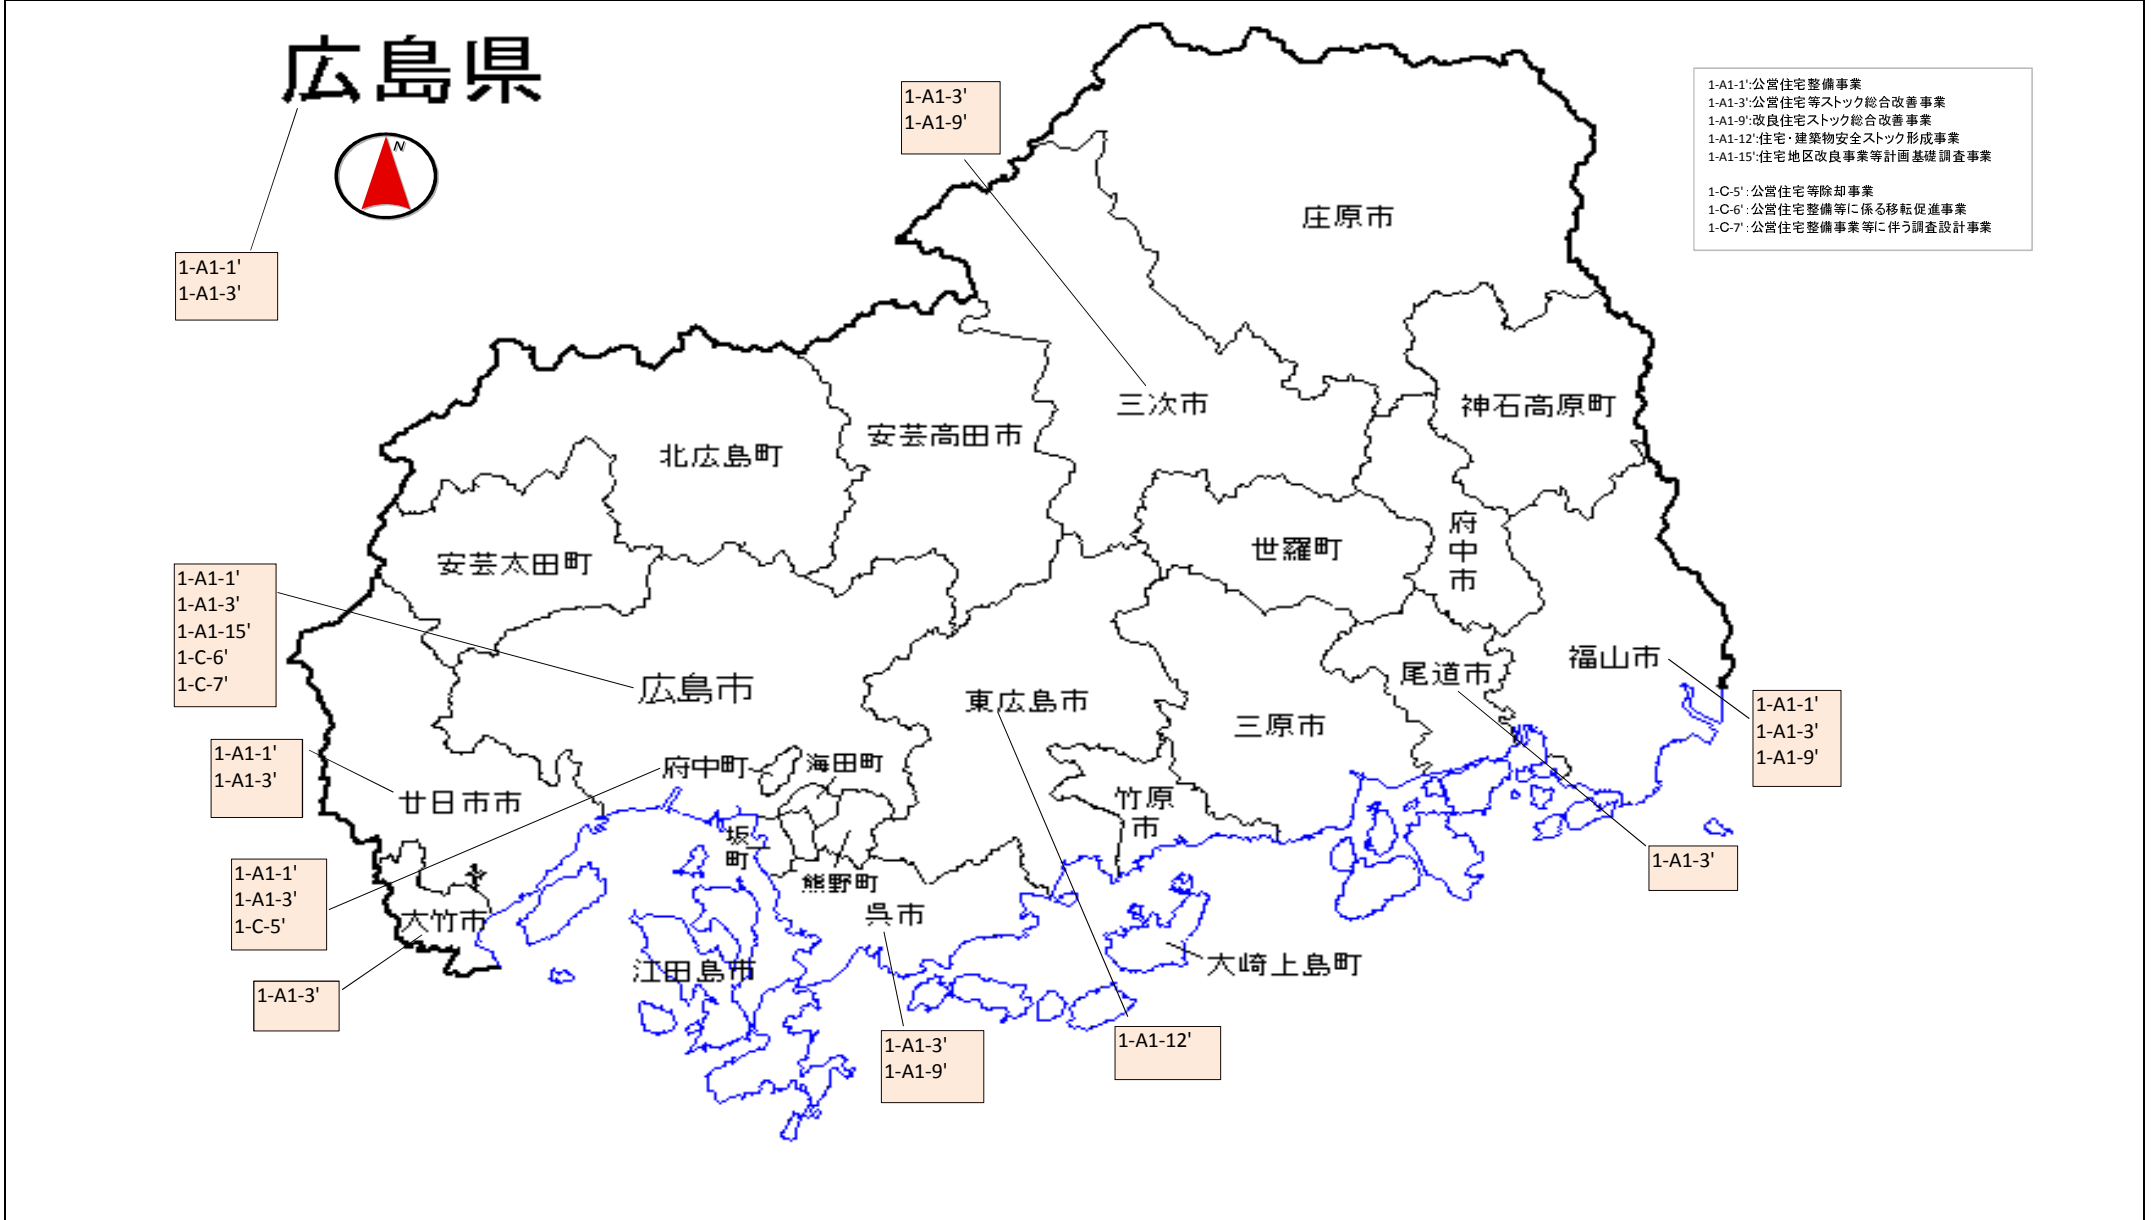 広島県
N
1-A1-1'
1-A1-3'
1-A1-3'
1-A1-9'
1-A1-1':公営住宅整備事業
1-A1-3':公営住宅等ストック総合改善事業
1-A1-9':改良住宅ストック総合改善事業
1-A1-12':住宅・建築物安全ストック形成事業
1-A1-15':住宅地区改良事業等計画基礎調査事業
1-C-5':公営住宅等除却事業
1-C-6':公営住宅整備等に係る移転促進事業
1-C-7':公営住宅整備事業等に伴う調査設計事業
庄原市
三次市
神石高原町
安芸高田市
北広島町
府中市
世羅町
安芸太田町
1-A1-1'
1-A1-3'
1-A1-15'
1-C-6'
1-C-7'
福山市
尾道市
広島市
東広島市
三原市
1-A1-1'
1-A1-3'
1-A1-9'
1-A1-1'
1-A1-3'
廿日市市
府中町
海田町
竹原市
坂町
熊野町
1-A1-3'
1-A1-1'
1-A1-3'
1-C-5'
大竹市
呉市
江田島市
大崎上島町
1-A1-3'
1-A1-3'
1-A1-9'
1-A1-12'